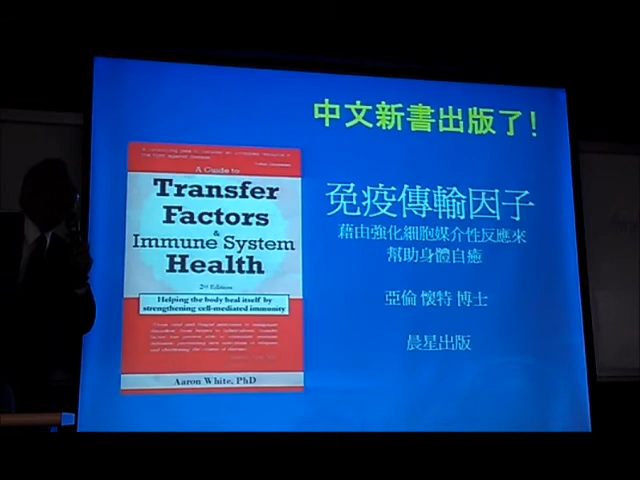 中文新書出版了!
A Guide to
Transfer
Factors
&
Immune System
Health
2nd Edition
Helping the body heal itself by
strengthening cell-mediated immunity
Aaron White, PhD
免疫傳輸因子
藉由強化細胞媒介性反應來
幫助身體自癒
亞倫 懷特 博士
晨星出版